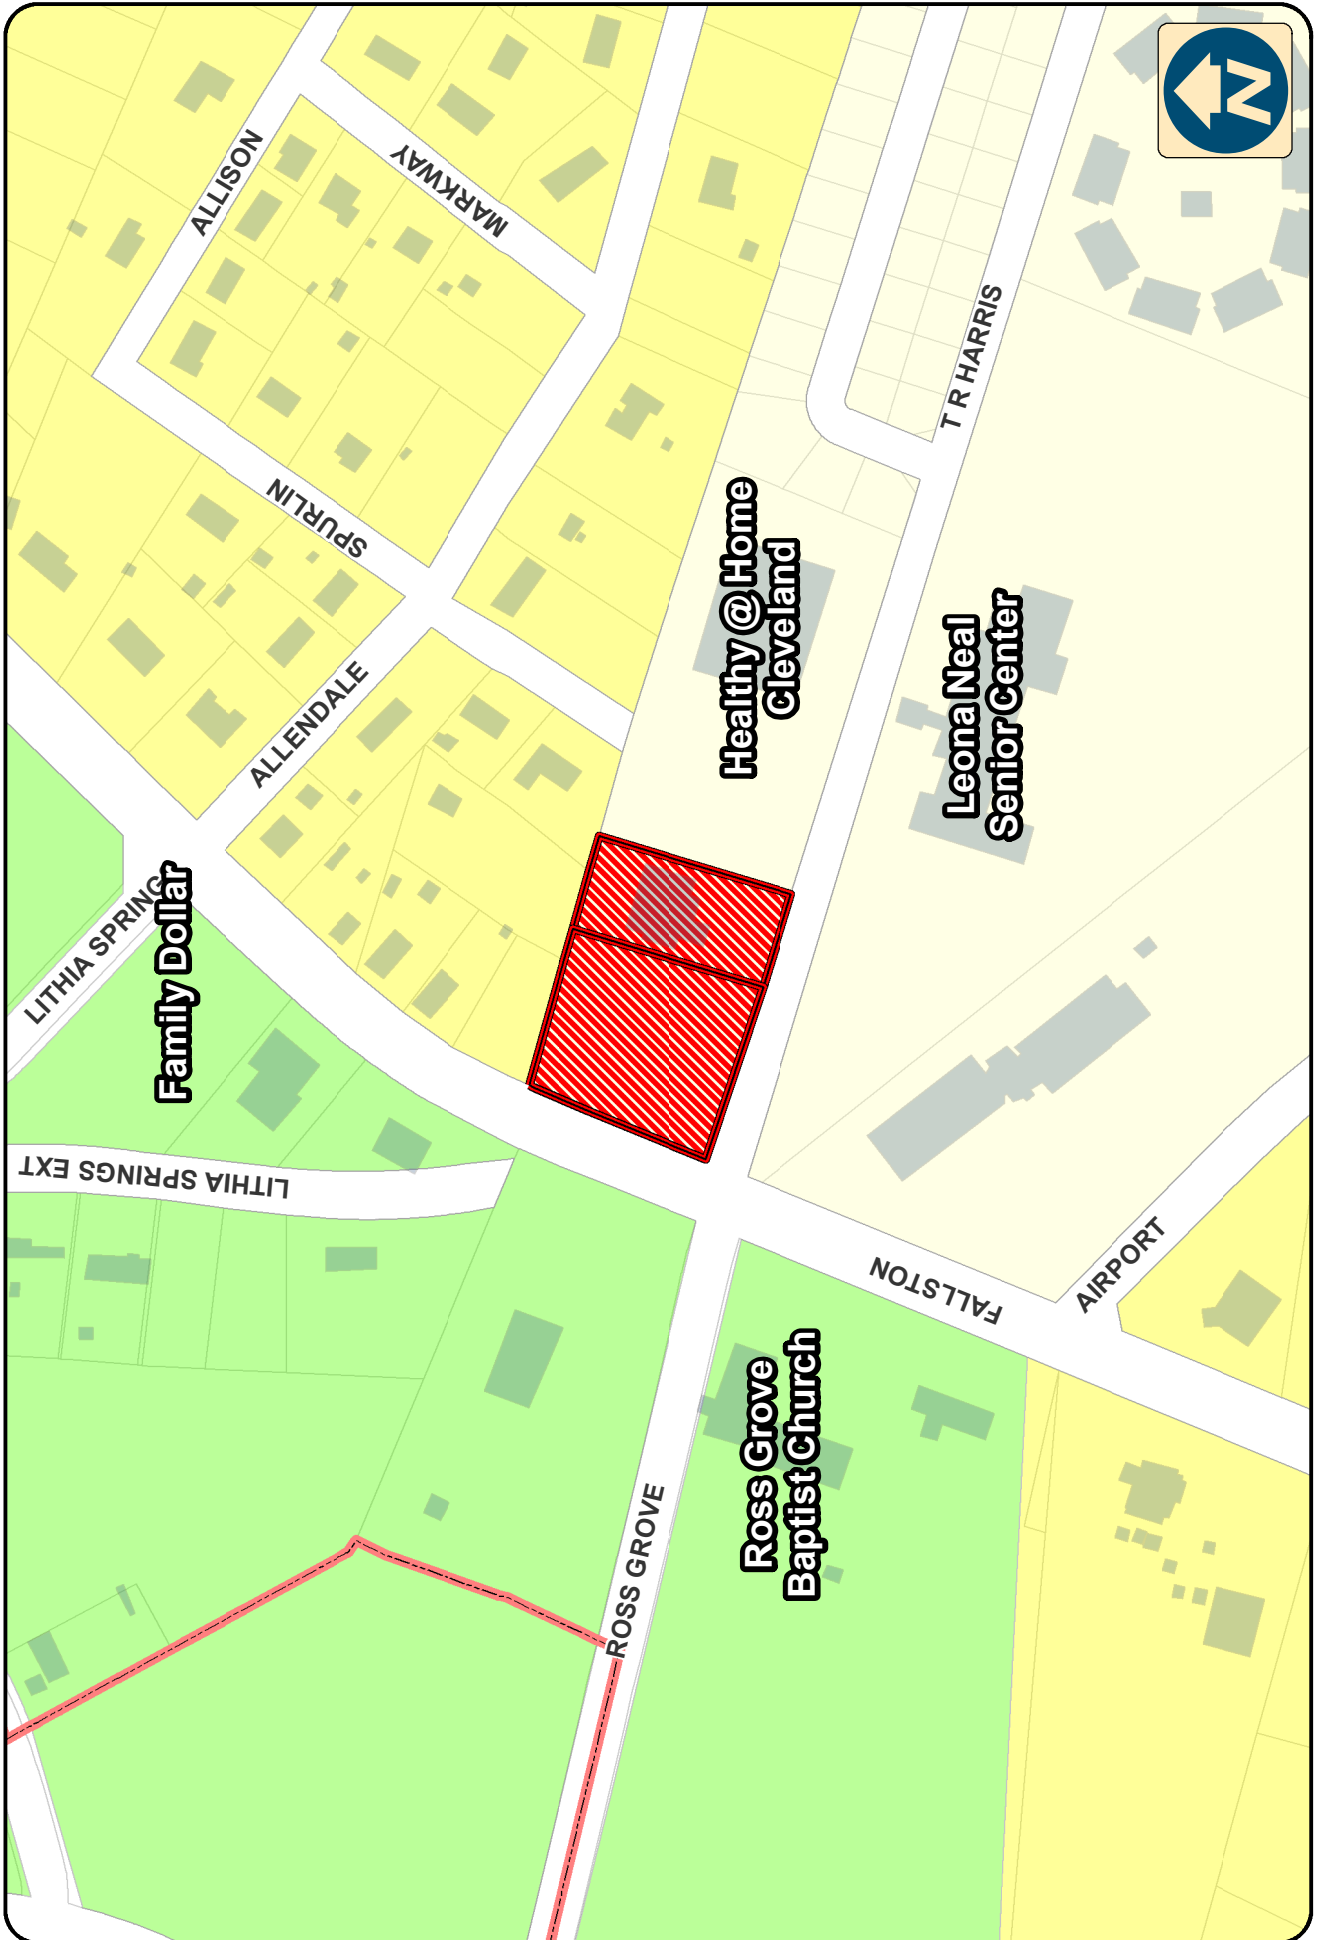 N
ALLISON
MARKWAY
SPURLIN
T R HARRIS
ALLENDALE
Healthy @ Home
Cleveland
Leona Neal
Senior Center
LITHIA SPRING
Family Dollar
LITHIA SPRINGS EXT
FALLSTON
AIRPORT
Ross Grove
Baptist Church
ROSS GROVE